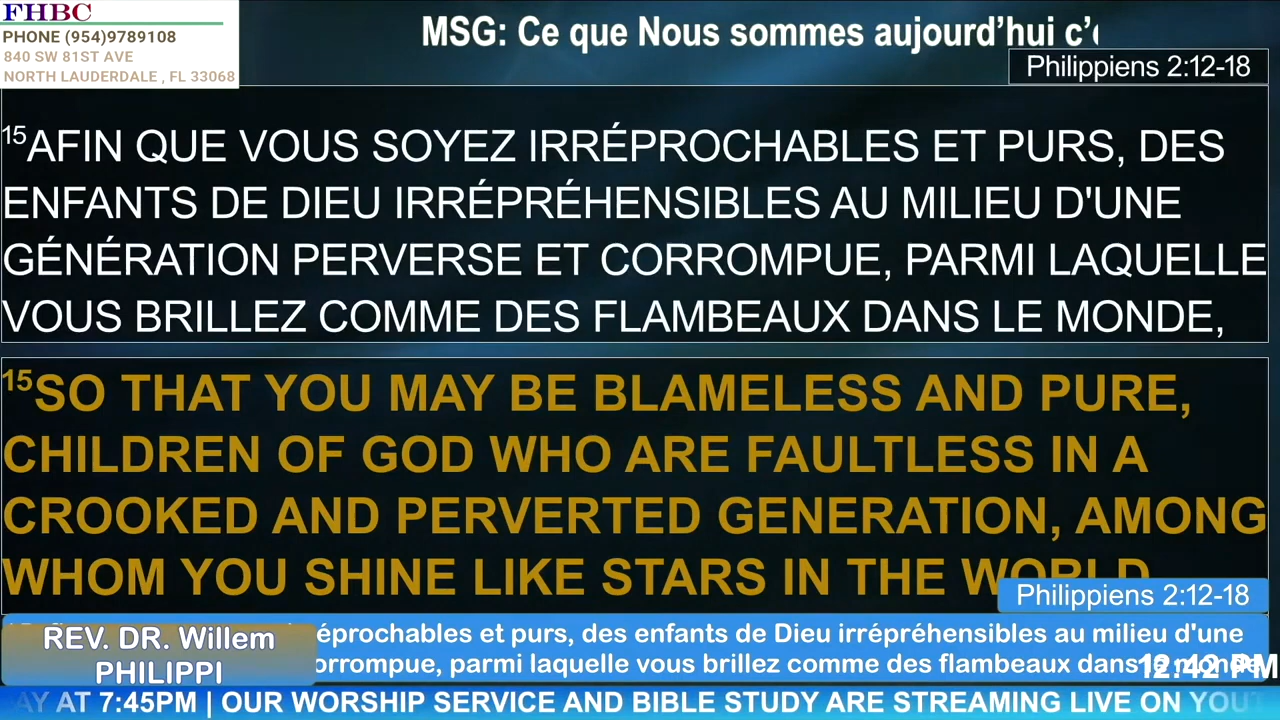 FHBC
PHONE (954)9789108
840 SW 81ST AVE
NORTH LAUDERDALE , FL 33068
MSG: Ce que Nous sommes aujourd’hui
Philippiens 2:12-18
15AFIN QUE VOUS SOYEZ IRRÉPROCHABLES ET PURS, DES
ENFANTS DE DIEU IRRÉPRÉHENSIBLES AU MILIEU D'UNE
GÉNÉRATION PERVERSE ET CORROMPUE, PARMI LAQUELLE
VOUS BRILLEZ COMME DES FLAMBEAUX DANS LE MONDE,
15SO THAT YOU MAY BE BLAMELESS AND PURE,
CHILDREN OF GOD WHO ARE FAULTLESS IN A
CROOKED AND PERVERTED GENERATION, AMONG
WHOM YOU SHINE LIKE STARS IN THE WORLD
Philippiens 2:12-18
éprochables et purs, des enfants de Dieu irrépréhensibles au milieu d'une
orrompue, parmi laquelle vous brillez comme des flambeaux dans
REV. DR. Willem
PHILIPPI
12:42 PM
AY AT 7:45PM | OUR WORSHIP SERVICE AND BIBLE STUDY ARE STREAMING LIVE ON YOUT